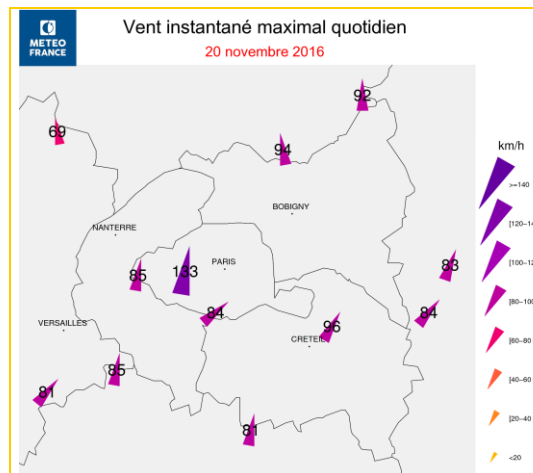 METEO
FRANCE
Vent instantané maximal quotidien
20 novembre 2016
92
69
94
km/h
>=140
BOBIGNY
]120-14
NANTERRE
]100-12
PARIS
83
85
133
]80-100
84
84
96
VERSAILLES
CRETEIL
]60-80
85
]40-60
81
]20-40
81
<20